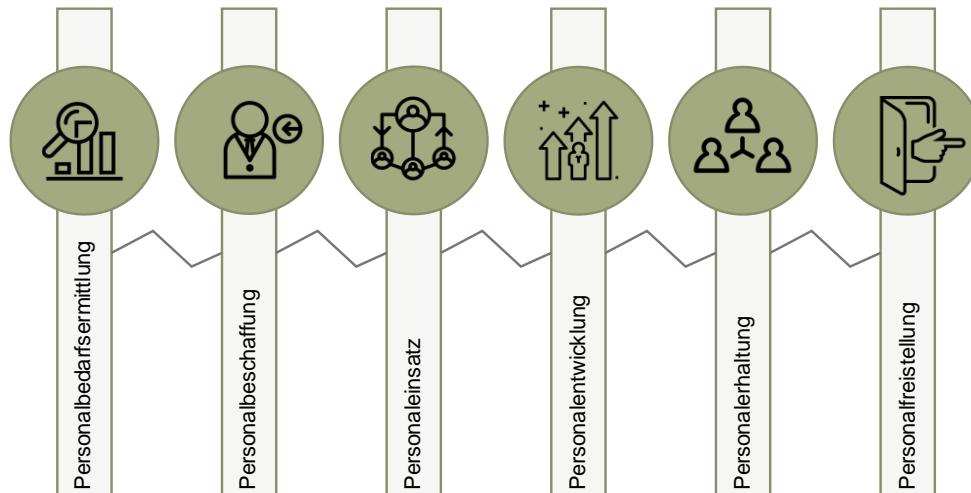 Personalbedarfsermittlung
Personalbeschaffung
Personaleinsatz
Personalentwicklung
Personalerhaltung
Personalfreistellung